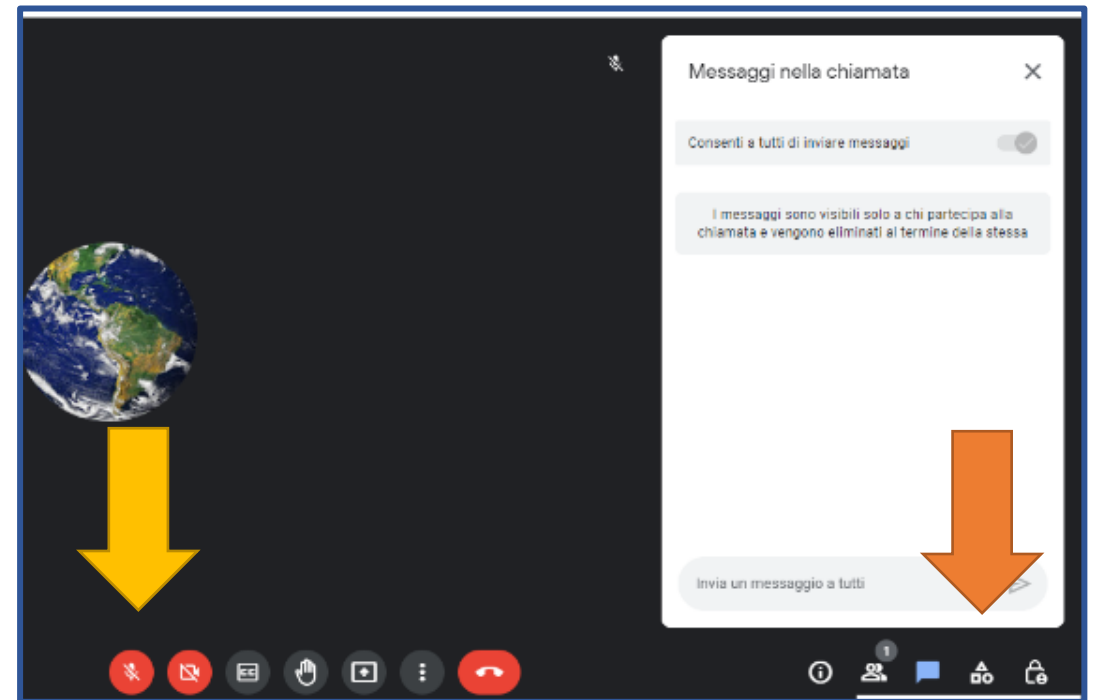 Messaggi nella chiamata
Consenti a tutti di inviare messaggi
I messaggi sono visibili solo a chi partecipa alla
chiamata e vengono eliminati al termine della stessa
Invia un messaggio a tutti
1
CC